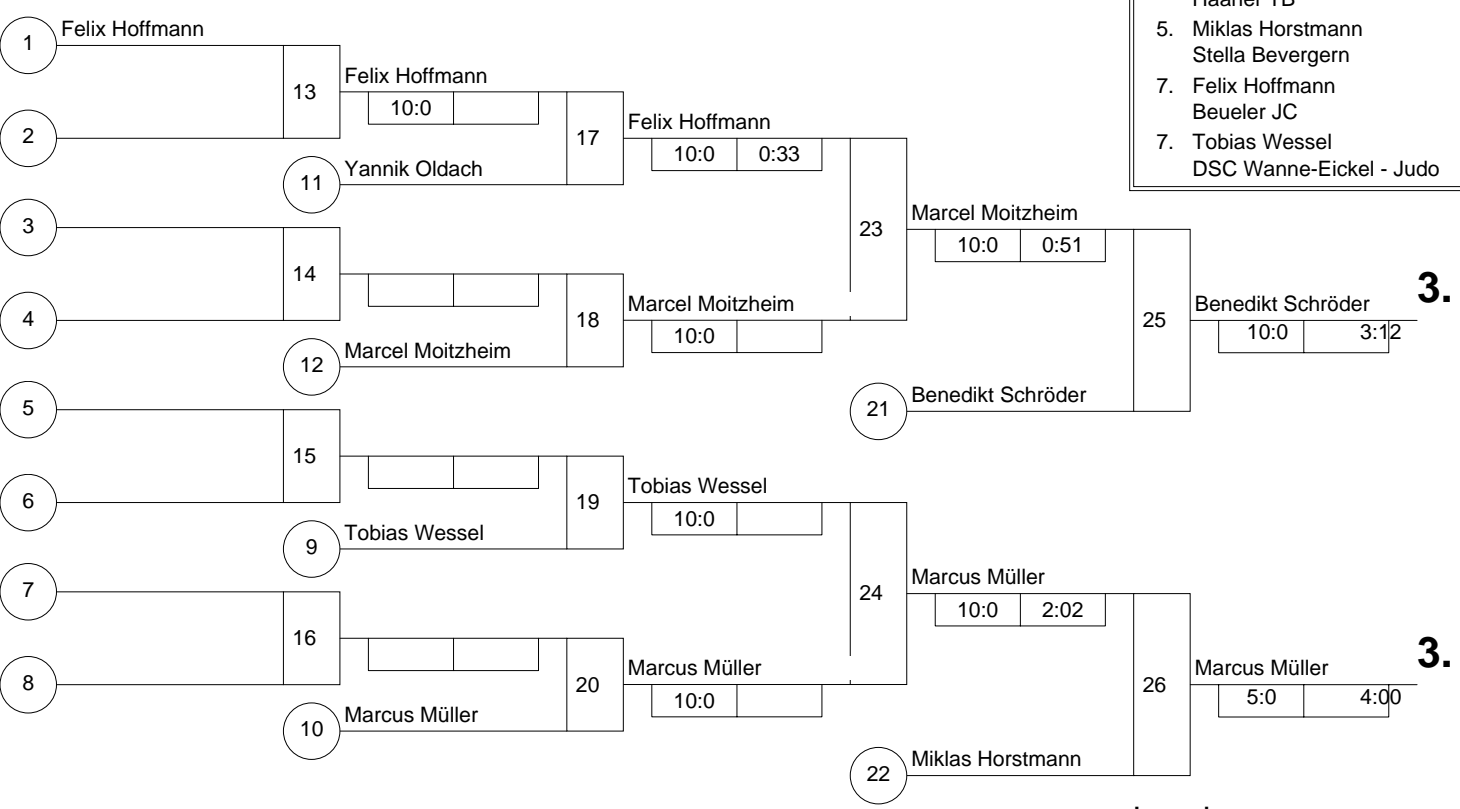 Haaner TB
5. Miklas Horstmann
Stella Bevergern
7. Felix Hoffmann
Beueler JC
7. Tobias Wessel
DSC Wanne-Eickel - Judo
1 Felix Hoffmann
13 Felix Hoffmann
10:0
2
17 Felix Hoffmann
10:0 0:33
11 Yannik Oldach
3
23 Marcel Moitzheim
10:0 0:51
14
4
18 Marcel Moitzheim
10:0
12 Marcel Moitzheim
25 Benedikt Schröder 3.
10:0 3:12
5
21 Benedikt Schröder
15
6
19 Tobias Wessel
10:0
9 Tobias Wessel
7
24 Marcus Müller
10:0 2:02
16
8
20 Marcus Müller
10:0
10 Marcus Müller
26 Marcus Müller 3.
5:0 4:00
22 Miklas Horstmann